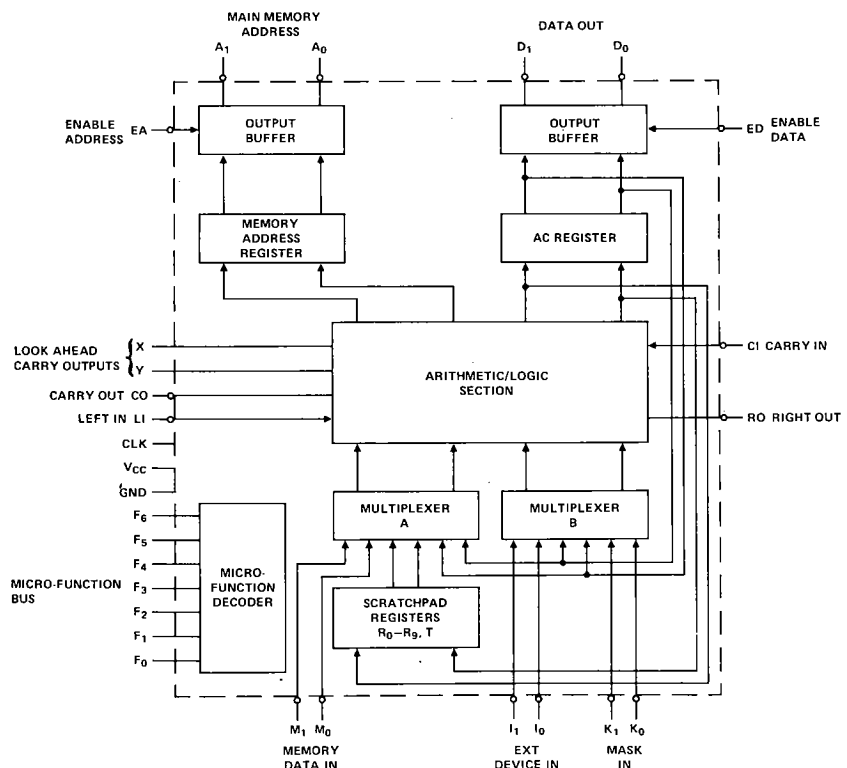 MAIN MEMORY
ADDRESS
DATA OUT
A1
A0
D1
D0
ENABLE
ADDRESS
EA
OUTPUT
BUFFER
OUTPUT
BUFFER
ED
ENABLE
DATA
MEMORY
ADDRESS
REGISTER
AC REGISTER
LOOK AHEAD
CARRY OUTPUTS
X
Y
ARITHMETIC/LOGIC
SECTION
CI CARRY IN
CARRY OUT CO
LEFT IN LI
RO RIGHT OUT
CLK
VCC
GND
MULTIPLEXER
A
MULTIPLEXER
B
MICRO-FUNCTION
BUS
F6
F5
F4
F3
F2
F1
F0
MICRO-
FUNCTION
DECODER
SCRATCHPAD
REGISTERS
R0–R9, T
M1 M0
MEMORY
DATA IN
I1 I0
EXT
DEVICE IN
K1 K0
MASK
IN